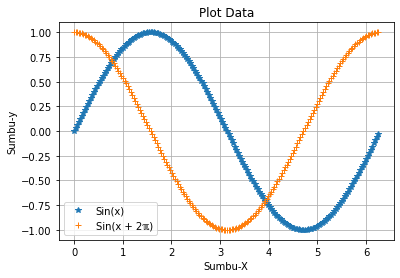 Plot Data
1.00
0.75
0.50
0.25
0.00
−0.25
−0.50
−0.75
−1.00
Sumbu-y
Sin(x)
Sin(x + 2π)
0 1 2 3 4 5 6
Sumbu-X